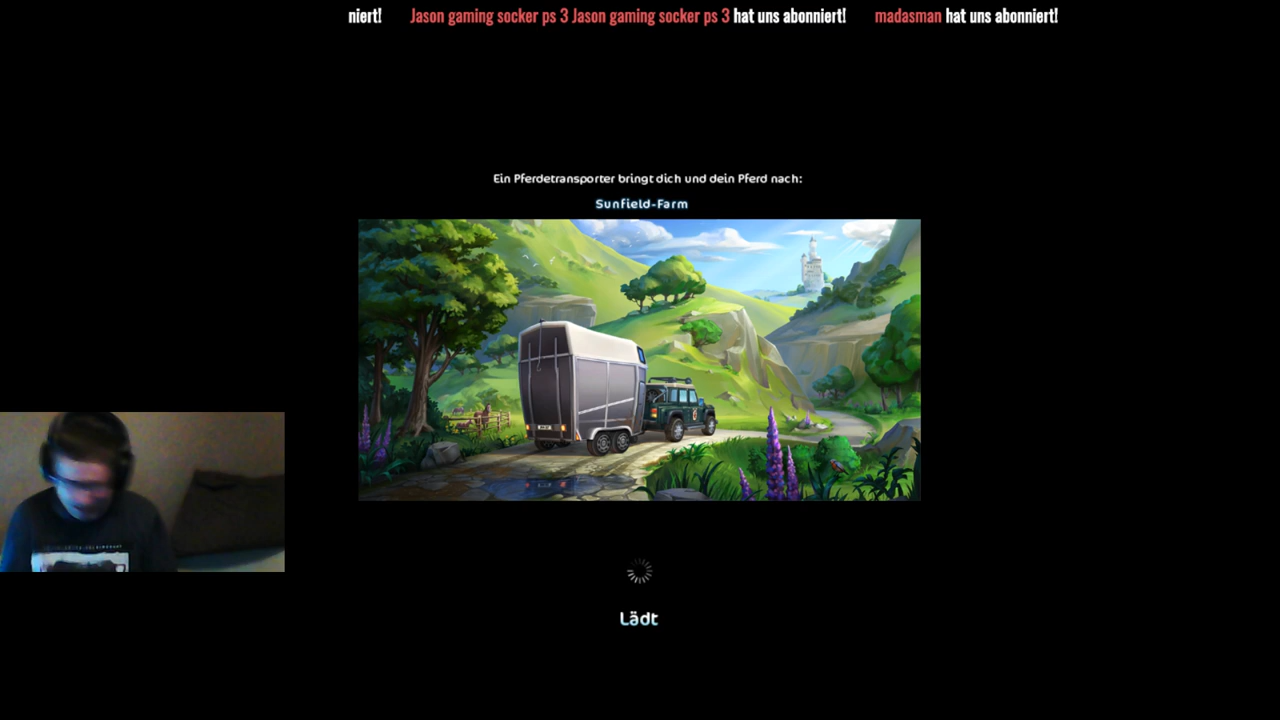 niert! Jason gaming socker ps 3 Jason gaming socker ps 3 hat uns abonniert! madasman hat uns abonniert!
Ein Pferdetransporter bringt dich und dein Pferd nach:
Sunfield-Farm
Lädt